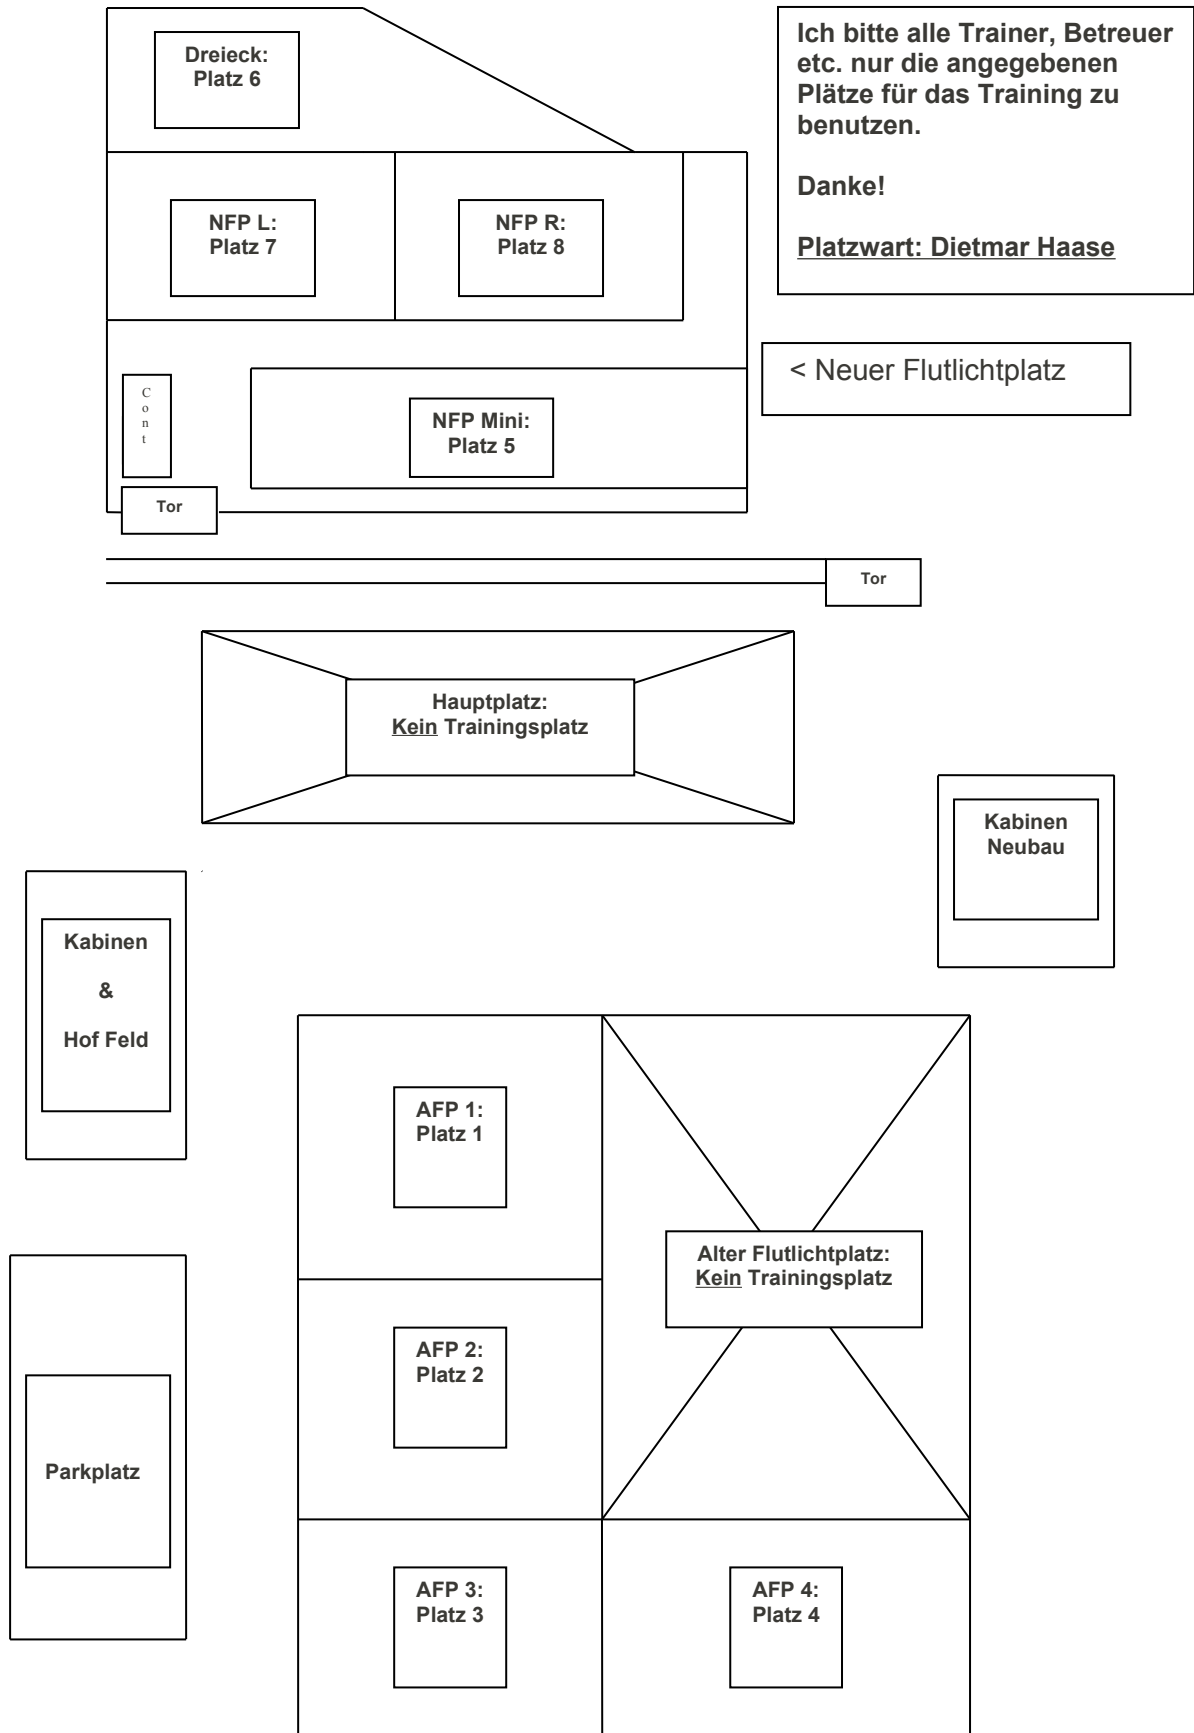 Dreieck:
Platz 6
Ich bitte alle Trainer, Betreuer
etc. nur die angegebenen
Plätze für das Training zu
benutzen.
Danke!
Platzwart: Dietmar Haase
NFP L:
Platz 7
NFP R:
Platz 8
< Neuer Flutlichtplatz
C
o
n
t
NFP Mini:
Platz 5
Tor
Tor
Hauptplatz:
Kein Trainingsplatz
Kabinen
Neubau
Kabinen
&
Hof Feld
AFP 1:
Platz 1
Alter Flutlichtplatz:
Kein Trainingsplatz
AFP 2:
Platz 2
Parkplatz
AFP 3:
Platz 3
AFP 4:
Platz 4